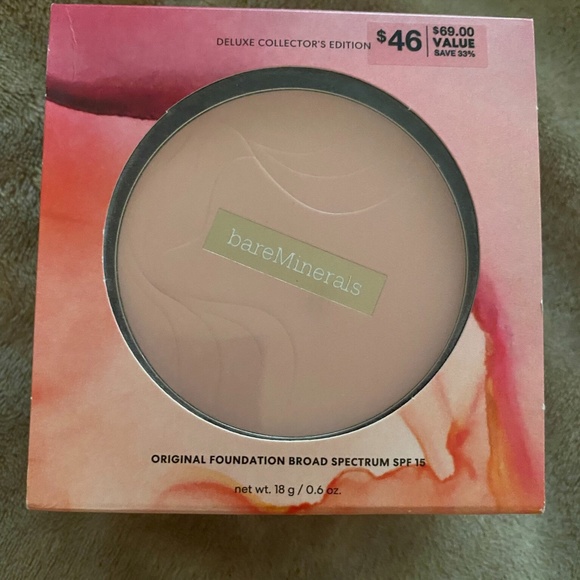 DELUXE COLLECTOR'S EDITION
$46
$69.00
VALUE
SAVE 33%
bareMinerals
ORIGINAL FOUNDATION BROAD SPECTRUM SPF 15
net wt. 18 g / 0.6 oz.